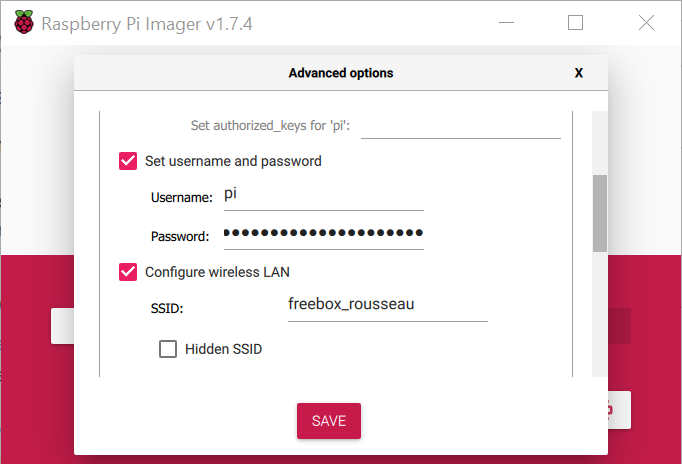 Raspberry Pi Imager v1.7.4
Advanced options
X
Set authorized_keys for 'pi':
Set username and password
Username: pi
Password: ●●●●●●●●●●●●●●●●●●●●●
Configure wireless LAN
SSID: freebox_rousseau
Hidden SSID
SAVE